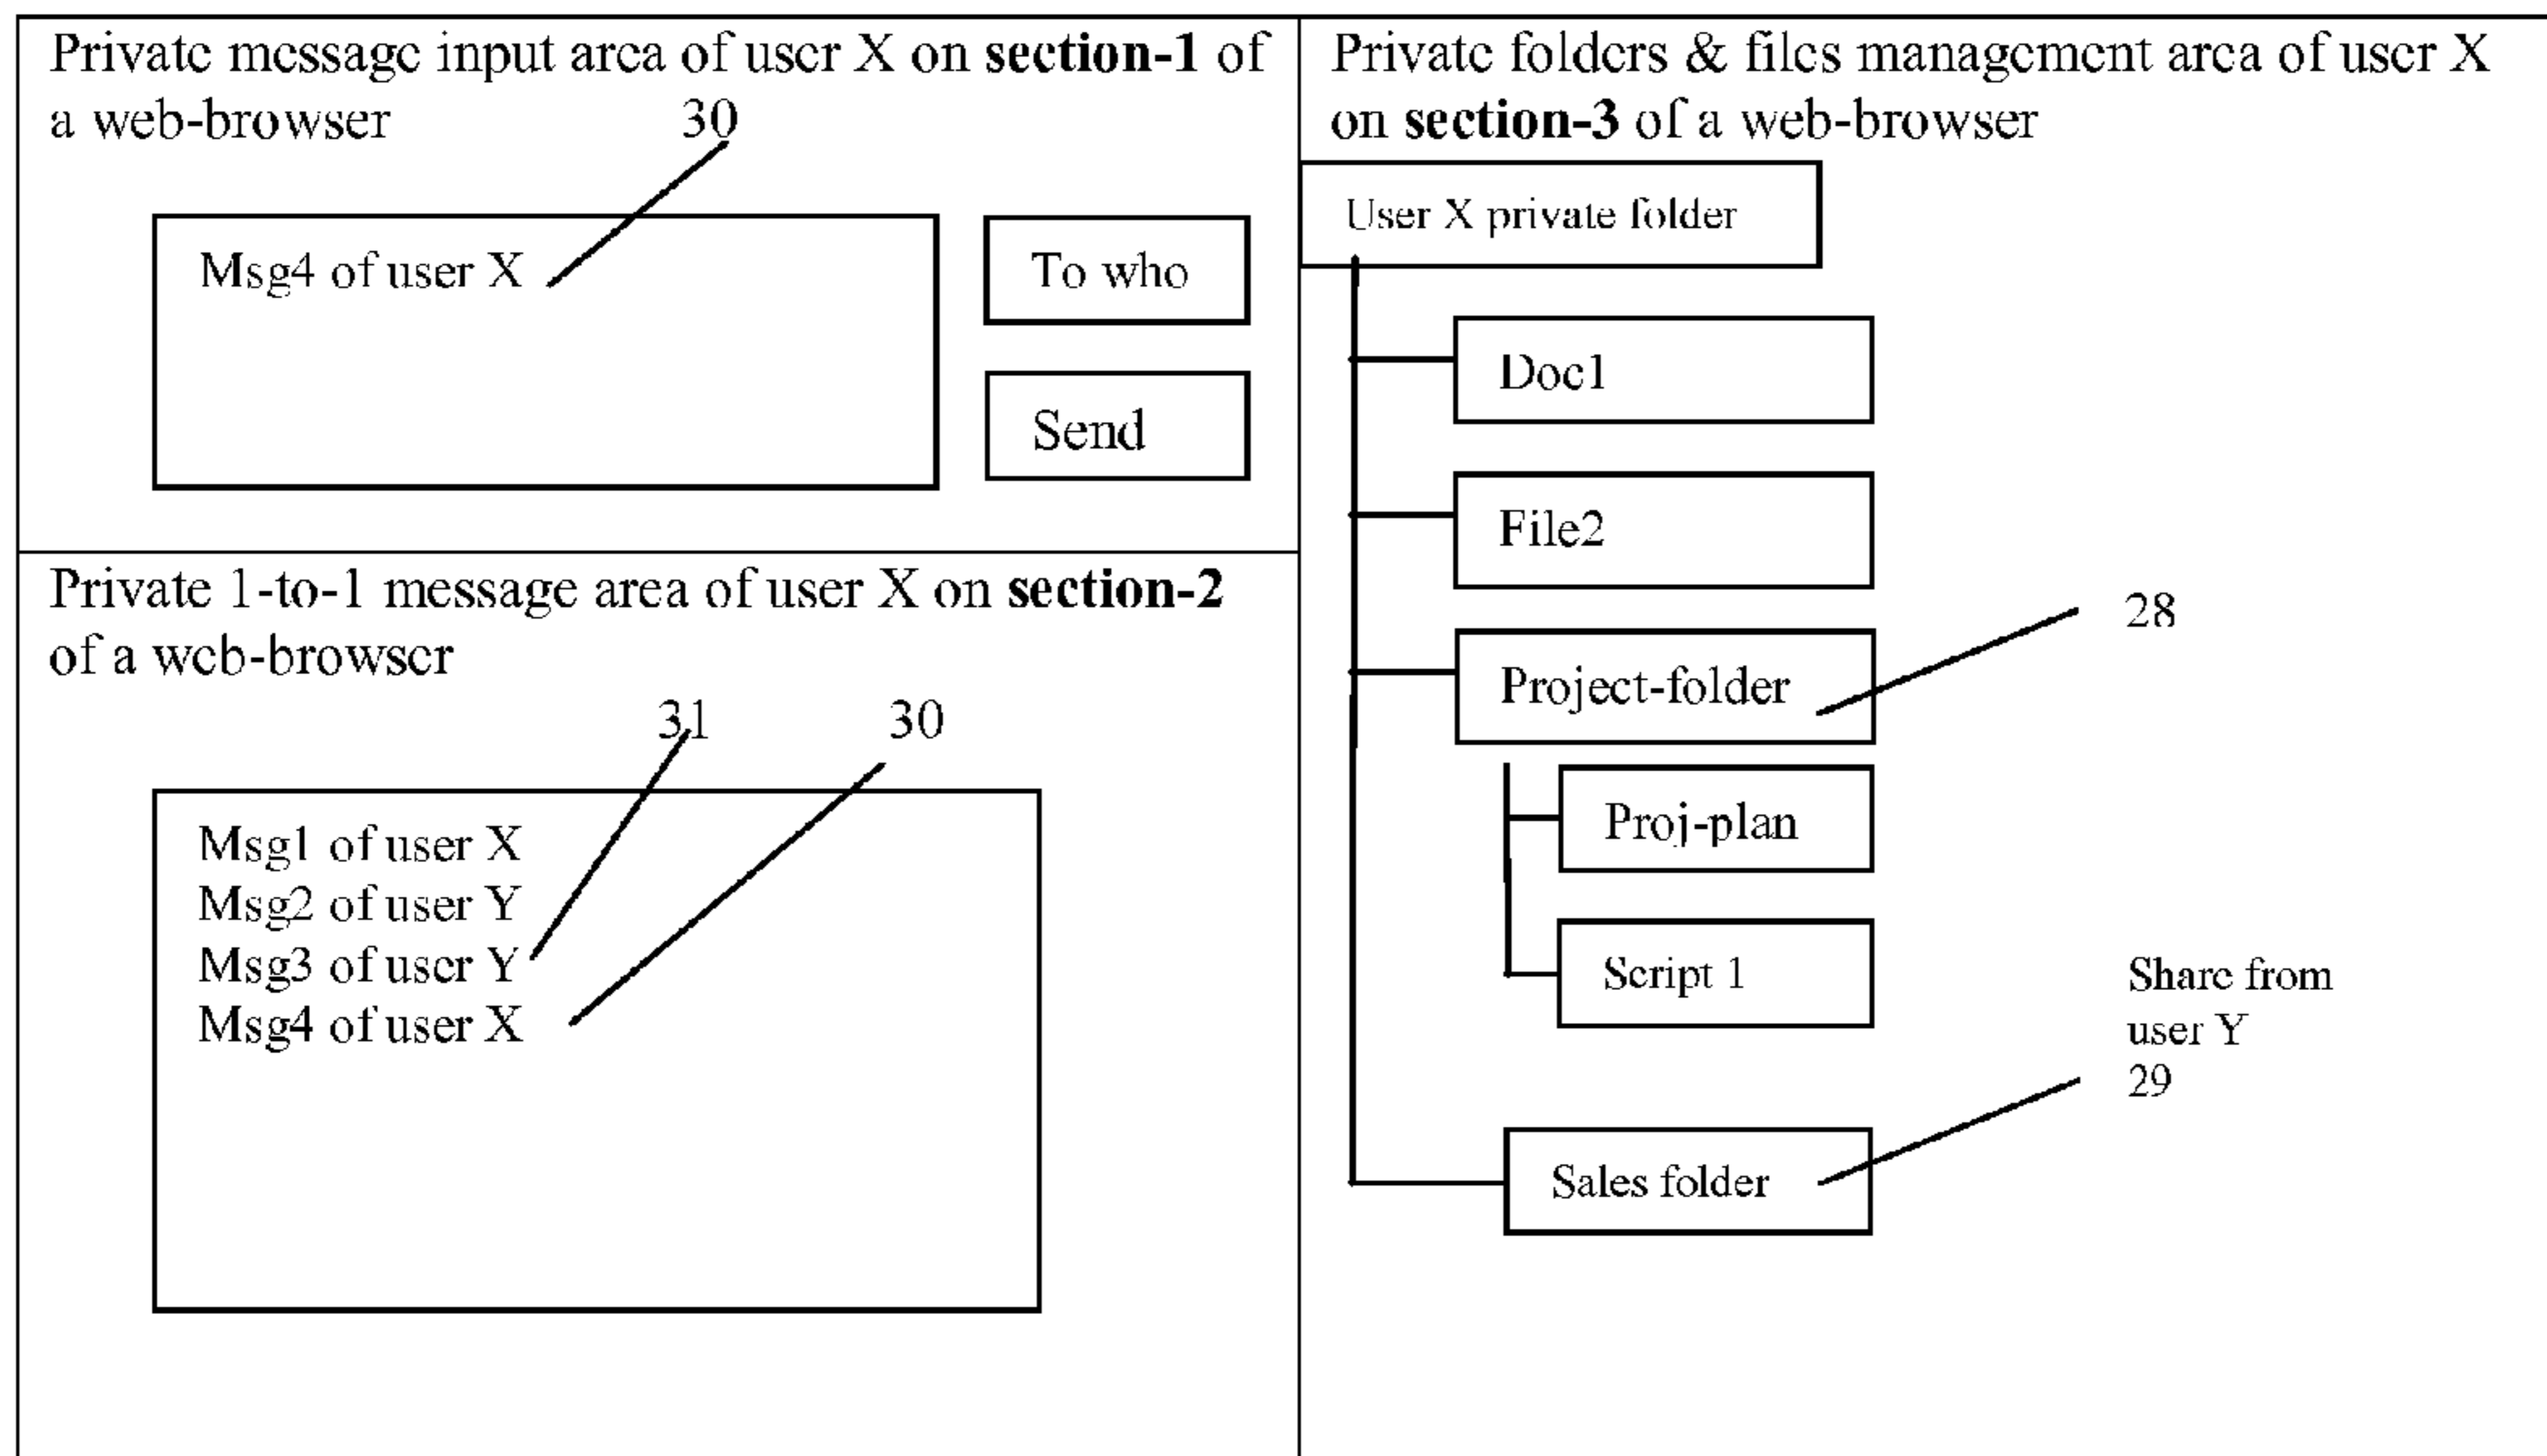 Private message input area of user X on section-1 of
a web-browser
30
Msg4 of user X
To who
Send
Private 1-to-1 message area of user X on section-2
of a web-browser
31
30
Msg1 of user X
Msg2 of user Y
Msg3 of user Y
Msg4 of user X
Private folders & files management area of user X
on section-3 of a web-browser
User X private folder
Doc1
File2
28
Project-folder
Proj-plan
Script 1
Share from
user Y
29
Sales folder